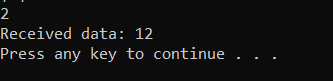 2
Received data: 12
Press any key to continue . . .